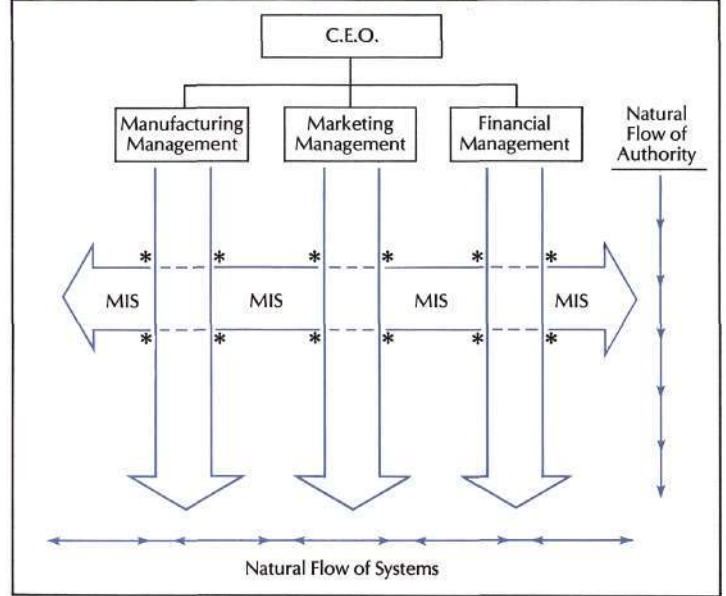 C.E.O.
Manufacturing
Management
Marketing
Management
Financial
Management
Natural
Flow of
Authority
* * * * * *
MIS MIS MIS MIS
* * * * * *
Natural Flow of Systems